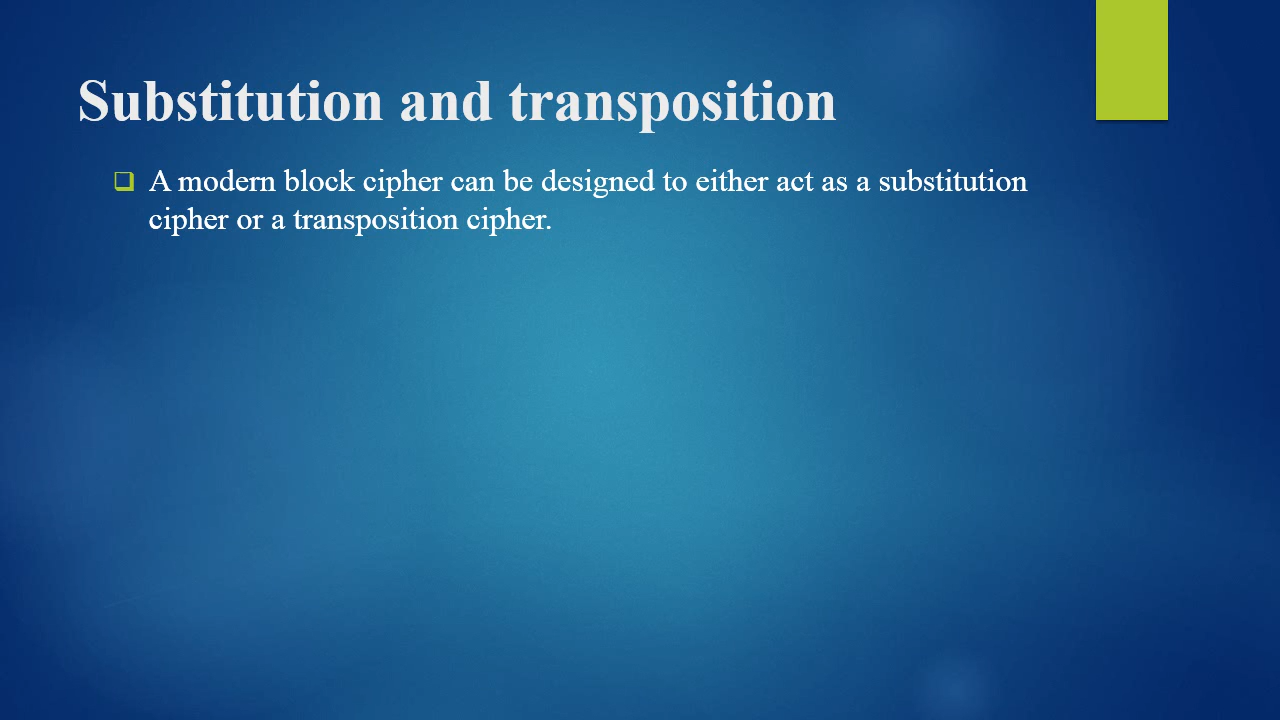 Substitution and transposition
A modern block cipher can be designed to either act as a substitution
cipher or a transposition cipher.